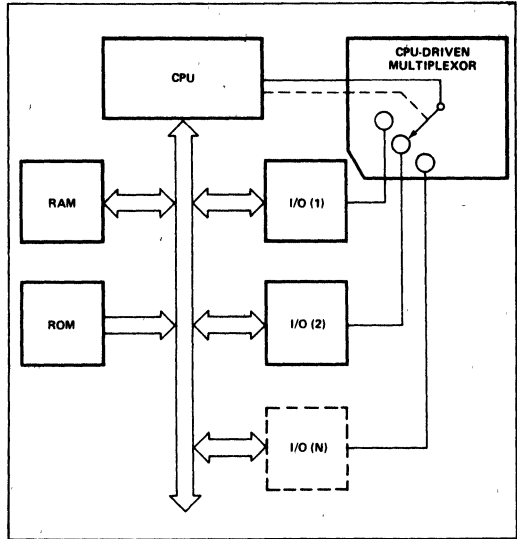 CPU
CPU-DRIVEN
MULTIPLEXOR
RAM
I/O (1)
ROM
I/O (2)
I/O (N)